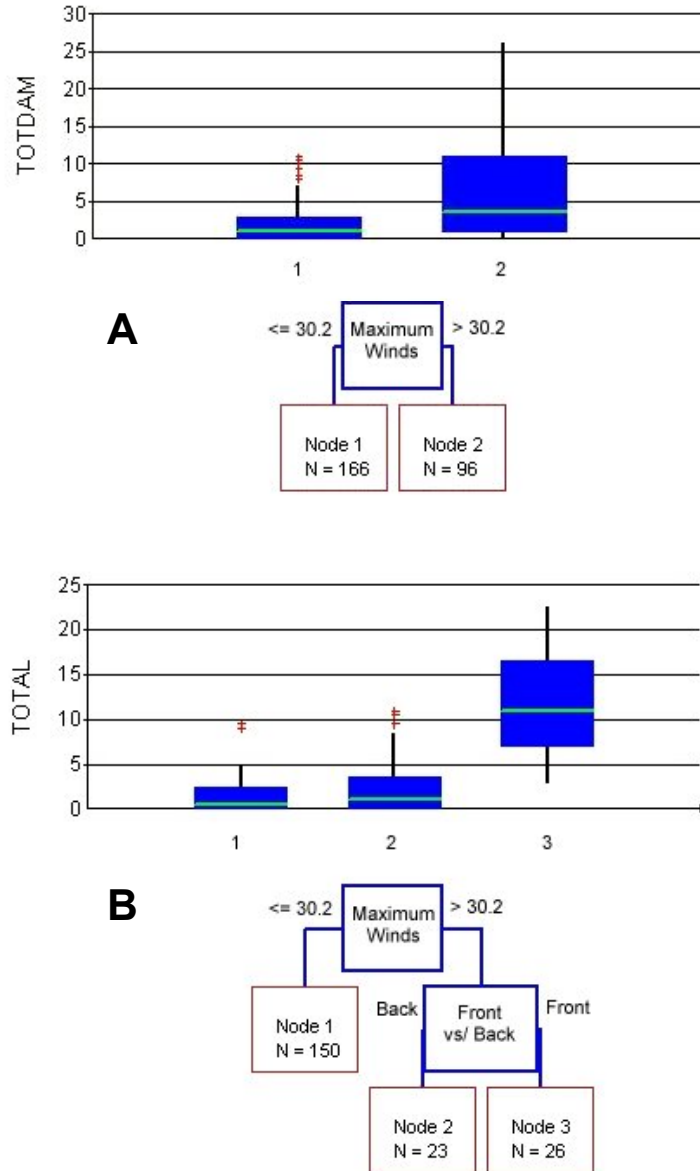 30
25
20
15
10
5
0
TOTDAM
1 2
A
<= 30.2 Maximum > 30.2
Winds
Node 1 Node 2
N = 166 N = 96
25
20
15
10
5
0
TOTAL
1 2 3
B
<= 30.2 Maximum > 30.2
Winds
Back Front Front
vs/ Back
Node 1
N = 150
Node 2 Node 3
N = 23 N = 26